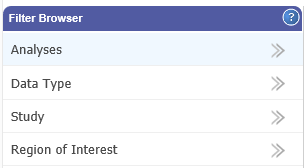 Filter Browser ?
Analyses
Data Type
Study
Region of Interest